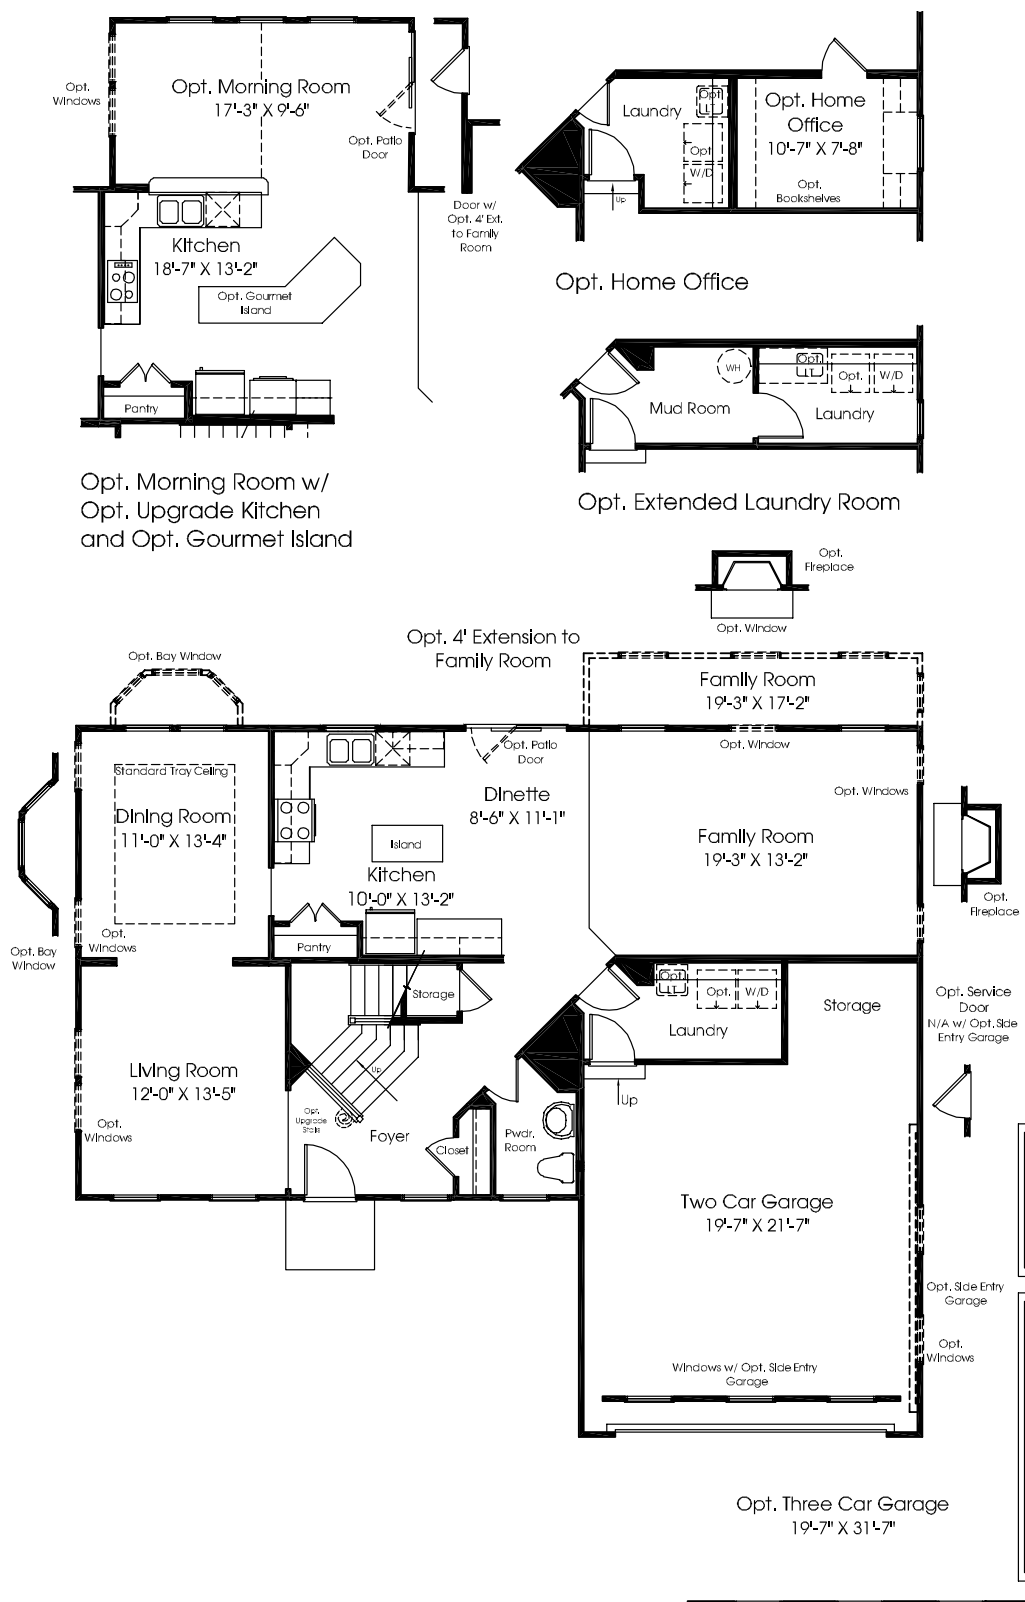 Opt. Morning Room
17'-3" X 9'-6"
Opt.
Windows
Opt. Patio
Door
Kitchen
18'-7" X 13'-2"
Opt. Gourmet
Island
Pantry
Door w/
Opt. 4' Ext.
to Family
Room
Opt. Morning Room w/
Opt. Upgrade Kitchen
and Opt. Gourmet Island
Laundry
Opt.
LT
Opt.
W/D
Up
Opt. Home
Office
10'-7" X 7'-8"
Opt.
Bookshelves
Opt. Home Office
Mud Room
WH
Opt.
LT
Opt.
W/D
Laundry
Opt. Extended Laundry Room
Opt.
Fireplace
Opt. Window
Opt. 4' Extension to
Family Room
Opt. Bay Window
Family Room
19'-3" X 17'-2"
Opt. Window
Opt. Patio
Door
Standard Tray Ceiling
Dining Room
11'-0" X 13'-4"
Dinette
8'-6" X 11'-1"
Opt. Windows
Family Room
19'-3" X 13'-2"
Island
Kitchen
10'-0" X 13'-2"
Opt.
Fireplace
Opt. Bay
Window
Opt.
Windows
Pantry
Storage
Opt.
LT
Opt.
W/D
Laundry
Storage
Opt. Service
Door
N/A w/ Opt. Side
Entry Garage
Living Room
12'-0" X 13'-5"
Up
Up
Opt.
Windows
Opt.
Upgrade
Stairs
Foyer
Closet
Pwdr.
Room
Two Car Garage
19'-7" X 21'-7"
Opt. Side Entry
Garage
Opt.
Windows
Windows w/ Opt. Side Entry
Garage
Opt. Three Car Garage
19'-7" X 31'-7"